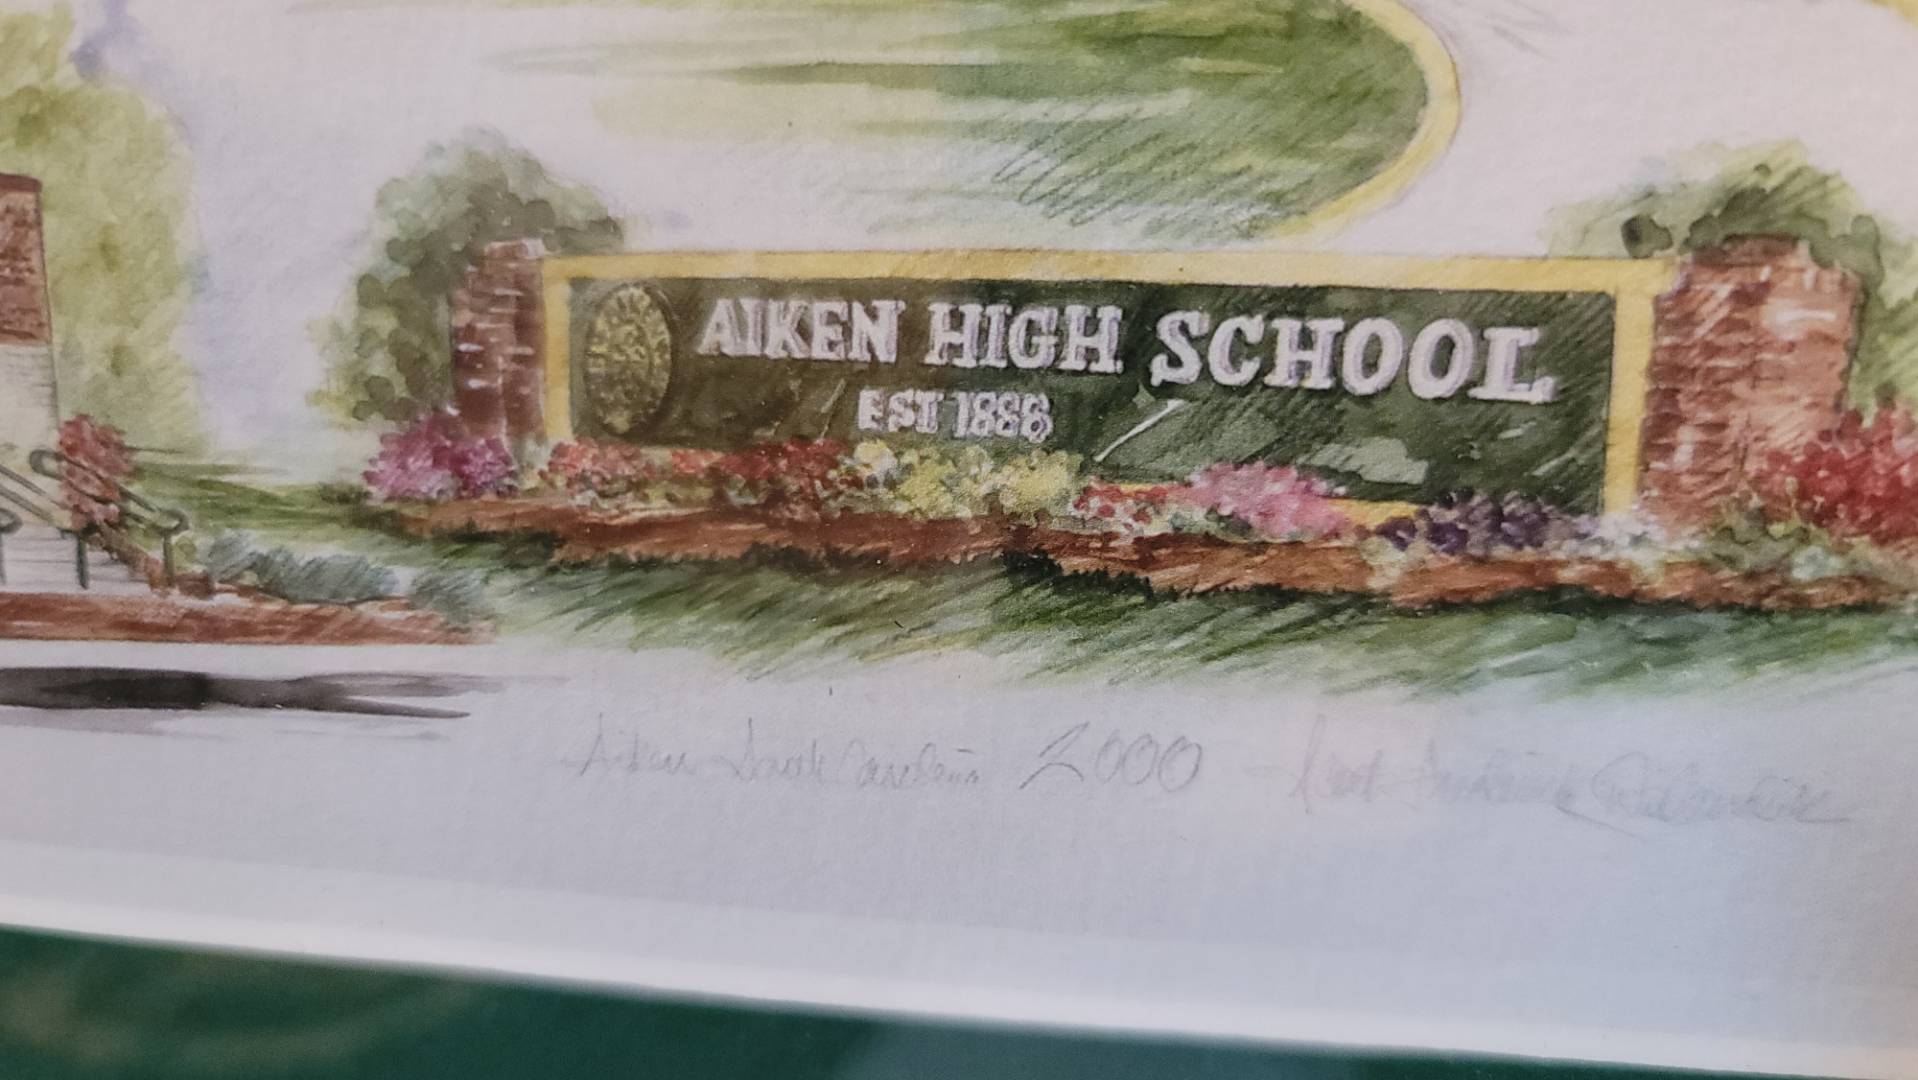 AIKEN HIGH SCHOOL
EST 1888
Aiken South Carolina 2000 -